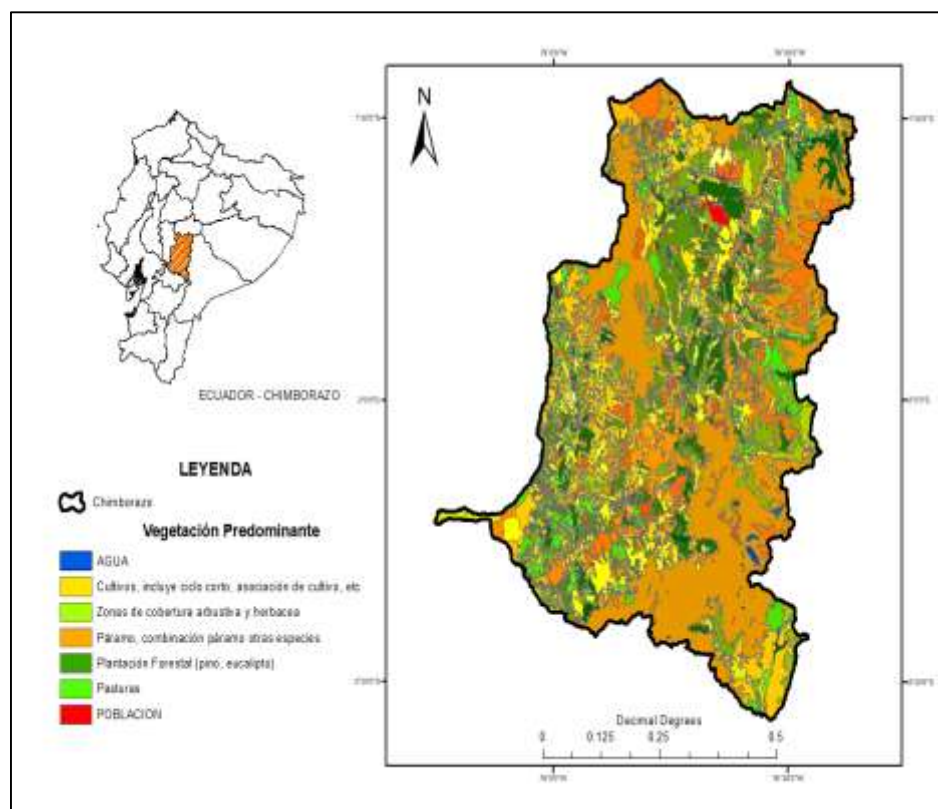 N
ECUADOR - CHIMBORAZO
LEYENDA
Chimborazo
Vegetación Predominante
AGUA
Cultivos, incluye ciclo corto, asociación de cultivo, etc
Zonas de cobertura arbustiva y herbacea
Páramo, combinación páramo otras especies
Plantación Forestal (pino, eucalipto)
Pasturas
POBLACION
Decimal Degrees
0 0.125 0.25 0.5